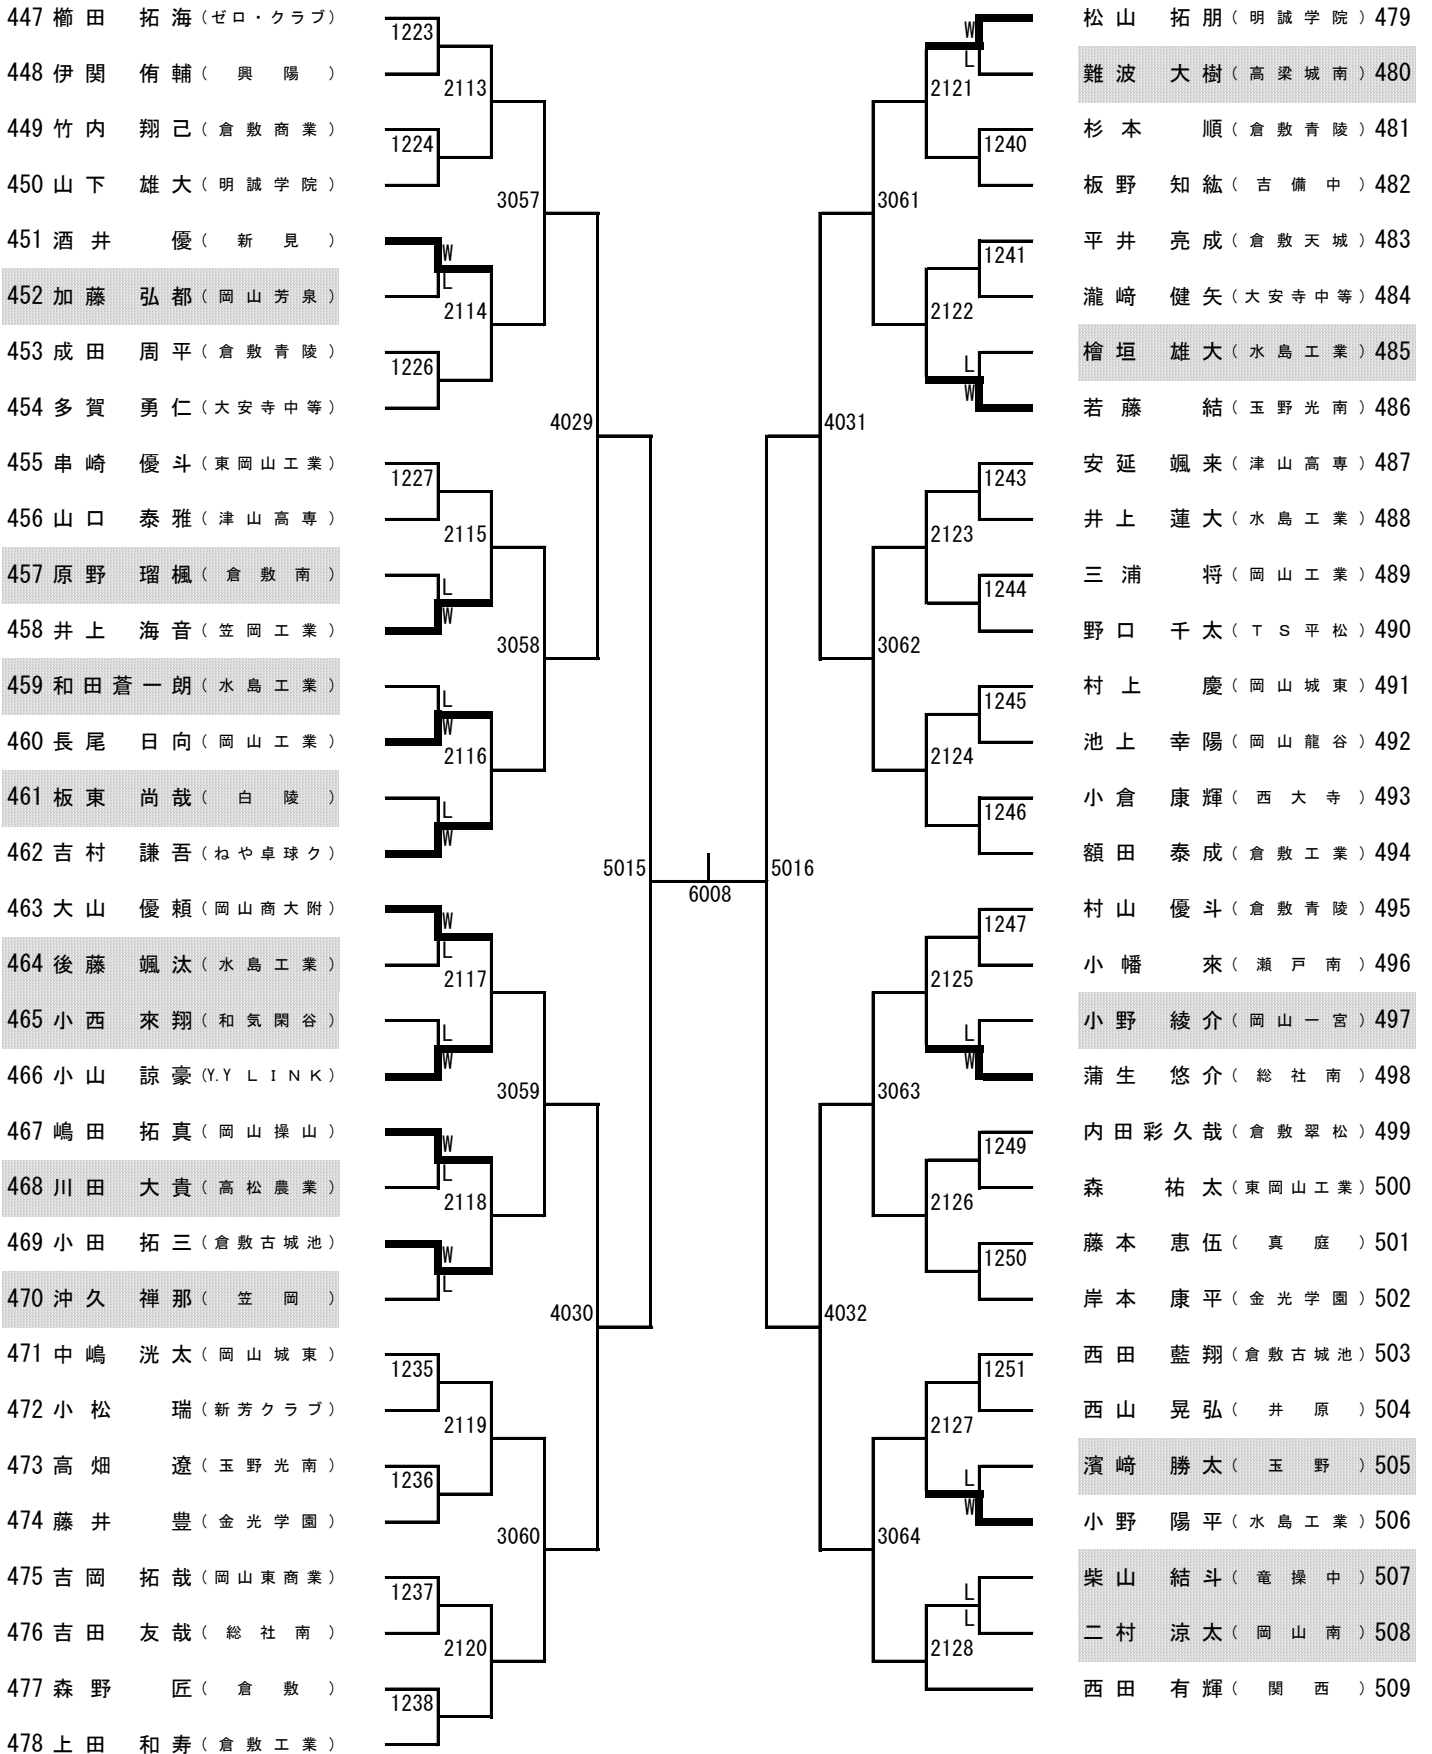 447 櫛田 拓海 (ゼロ・クラブ)
448 伊関 侑輔 (興陽)
449 竹内 翔己 (倉敷商業)
450 山下 雄大 (明誠学院)
451 酒井 優 (新見)
452 加藤 弘都 (岡山芳泉)
453 成田 周平 (倉敷青陵)
454 多賀 勇仁 (大安寺中等)
455 串崎 優斗 (東岡山工業)
456 山口 泰雅 (津山高専)
457 原野 瑠楓 (倉敷南)
458 井上 海音 (笠岡工業)
459 和田蒼一朗 (水島工業)
460 長尾 日向 (岡山工業)
461 板東 尚哉 (白陵)
462 吉村 謙吾 (ねや卓球ク)
463 大山 優頼 (岡山商大附)
464 後藤 颯汰 (水島工業)
465 小西 來翔 (和気閑谷)
466 小山 諒豪 (Y.Y LINK)
467 嶋田 拓真 (岡山操山)
468 川田 大貴 (高松農業)
469 小田 拓三 (倉敷古城池)
470 沖久 禅那 (笠岡)
471 中嶋 洸太 (岡山城東)
472 小松 瑞 (新芳クラブ)
473 高畑 遼 (玉野光南)
474 藤井 豊 (金光学園)
475 吉岡 拓哉 (岡山東商業)
476 吉田 友哉 (総社南)
477 森野 匠 (倉敷)
478 上田 和寿 (倉敷工業)
1223
1224
W
L
1226
1227
L
W
L
W
L
W
W
L
L
W
W
L
W
L
1235
1236
1237
1238
2113
2114
2115
2116
2117
2118
2119
2120
3057
3058
3059
3060
4029
4030
5015
6008
5016
4031
4032
3061
3062
3063
3064
2121
2122
2123
2124
2125
2126
2127
2128
W
L
1240
1241
L
W
1243
1244
1245
1246
1247
L
W
1249
1250
1251
L
W
L
L
松山 拓朋 (明誠学院) 479
難波 大樹 (高梁城南) 480
杉本 順 (倉敷青陵) 481
板野 知紘 (吉備中) 482
平井 亮成 (倉敷天城) 483
瀧﨑 健矢 (大安寺中等) 484
檜垣 雄大 (水島工業) 485
若藤 結 (玉野光南) 486
安延 颯来 (津山高専) 487
井上 蓮大 (水島工業) 488
三浦 将 (岡山工業) 489
野口 千太 (TS平松) 490
村上 慶 (岡山城東) 491
池上 幸陽 (岡山龍谷) 492
小倉 康輝 (西大寺) 493
額田 泰成 (倉敷工業) 494
村山 優斗 (倉敷青陵) 495
小幡 來 (瀬戸南) 496
小野 綾介 (岡山一宮) 497
蒲生 悠介 (総社南) 498
内田彩久哉 (倉敷翠松) 499
森 祐太 (東岡山工業) 500
藤本 恵伍 (真庭) 501
岸本 康平 (金光学園) 502
西田 藍翔 (倉敷古城池) 503
西山 晃弘 (井原) 504
濱﨑 勝太 (玉野) 505
小野 陽平 (水島工業) 506
柴山 結斗 (竜操中) 507
二村 涼太 (岡山南) 508
西田 有輝 (関西) 509